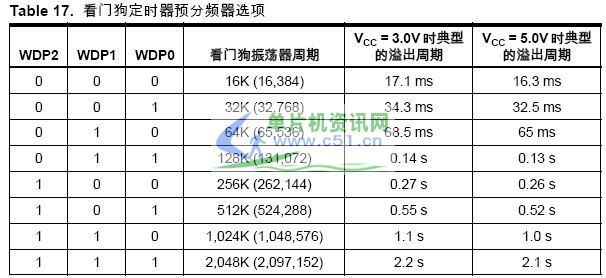 Table 17. 看门狗定时器预分频器选项
WDP2 WDP1 WDP0 看门狗振荡器周期 VCC = 3.0V 时典型的溢出周期 VCC = 5.0V 时典型的溢出周期
0 0 0 16K (16,384) 17.1 ms 16.3 ms
0 0 1 32K (32,768) 34.3 ms 32.5 ms
0 1 0 64K (65,536) 68.5 ms 65 ms
0 1 1 128K (131,072) 0.14 s 0.13 s
1 0 0 256K (262,144) 0.27 s 0.26 s
1 0 1 512K (524,288) 0.55 s 0.52 s
1 1 0 1,024K (1,048,576) 1.1 s 1.0 s
1 1 1 2,048K (2,097,152) 2.2 s 2.1 s
单片机资讯网
www.c51.cn